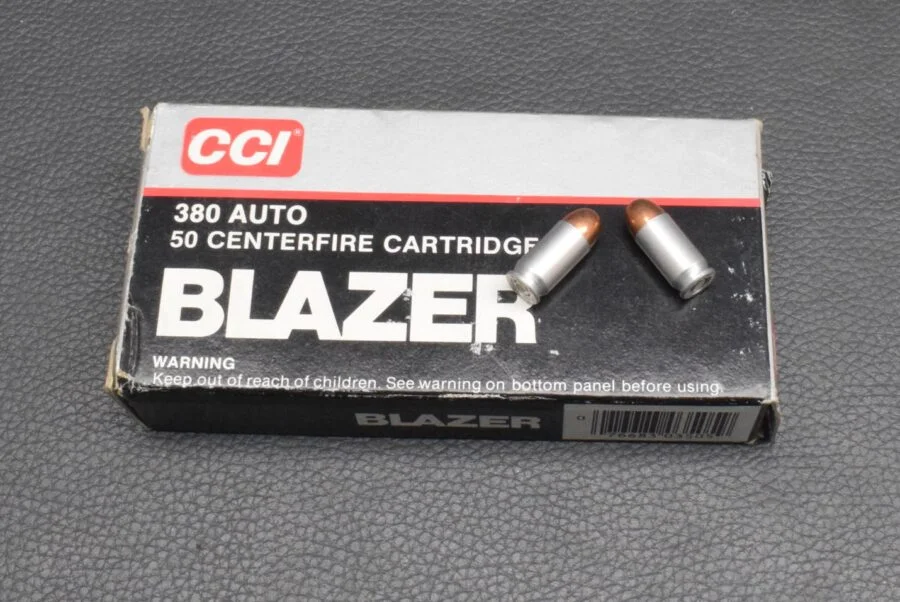 CCI®
380 AUTO
50 CENTERFIRE CARTRIDGE
BLAZER
WARNING
Keep out of reach of children. See warning on bottom panel before using.
BLAZER
0